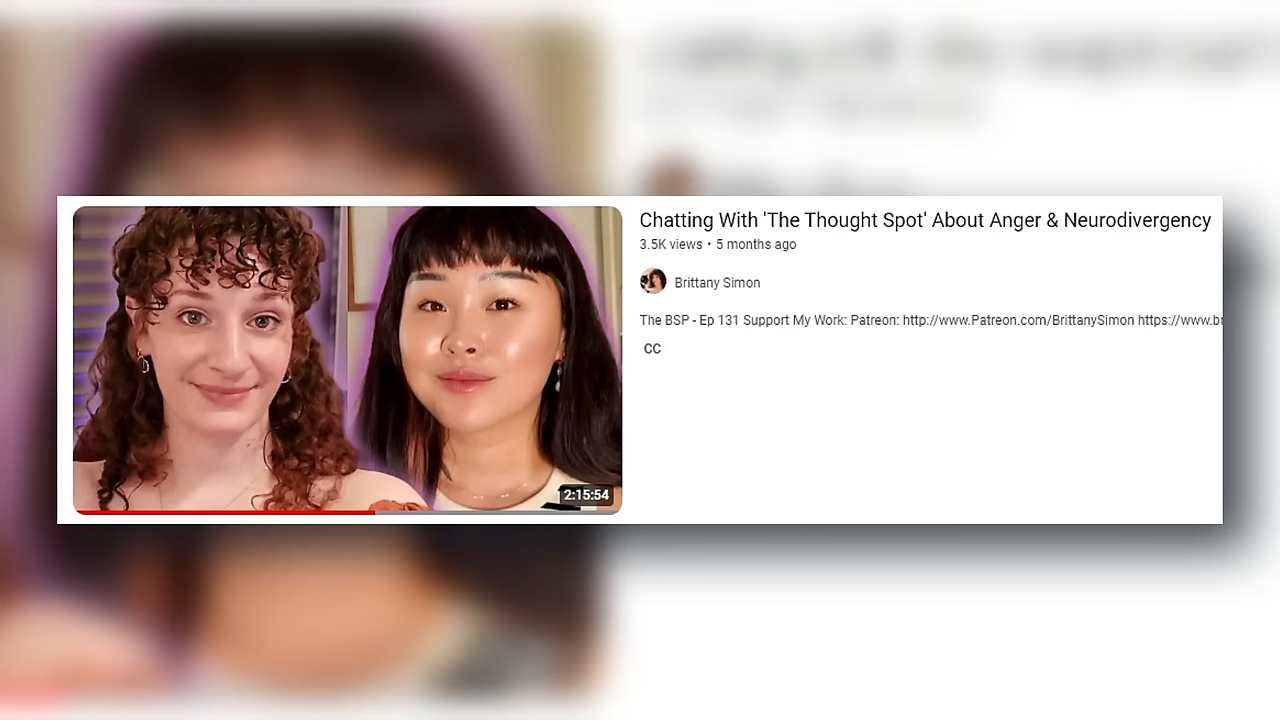 Chatting With 'The Thought Spot' About Anger & Neurodivergency
3.5K views • 5 months ago
Brittany Simon
The BSP - Ep 131 Support My Work: Patreon: http://www.Patreon.com/BrittanySimon https://www.br
CC
2:15:54